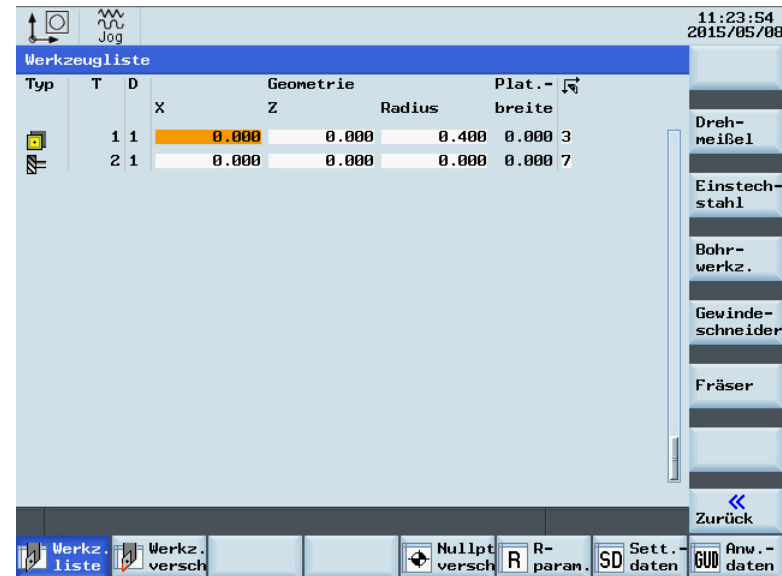 Jog
11:23:54
2015/05/08
Werkzeugliste
Typ T D Geometrie Plat.-
X Z Radius breite
1 1 0.000 0.000 0.400 0.000 3
2 1 0.000 0.000 0.000 0.000 7
Dreh-
meißel
Einstech-
stahl
Bohr-
werkz.
Gewinde-
schneider
Fräser
«
Zurück
Werkz.
liste
Werkz.
versch
Nullpt
versch
R
R-
param.
SD
Sett.-
daten
GUD
Anw.-
daten